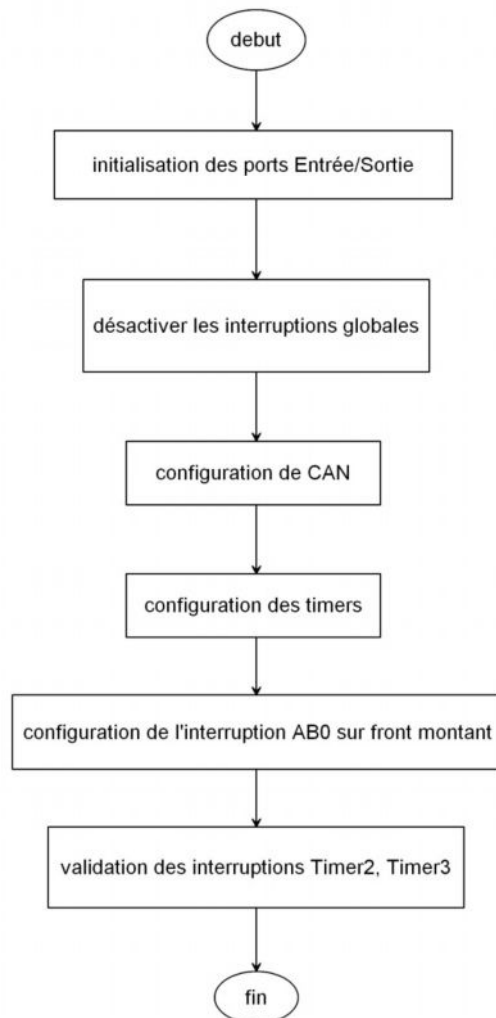 debut
initialisation des ports Entrée/Sortie
désactiver les interruptions globales
configuration de CAN
configuration des timers
configuration de l'interruption AB0 sur front montant
validation des interruptions Timer2, Timer3
fin